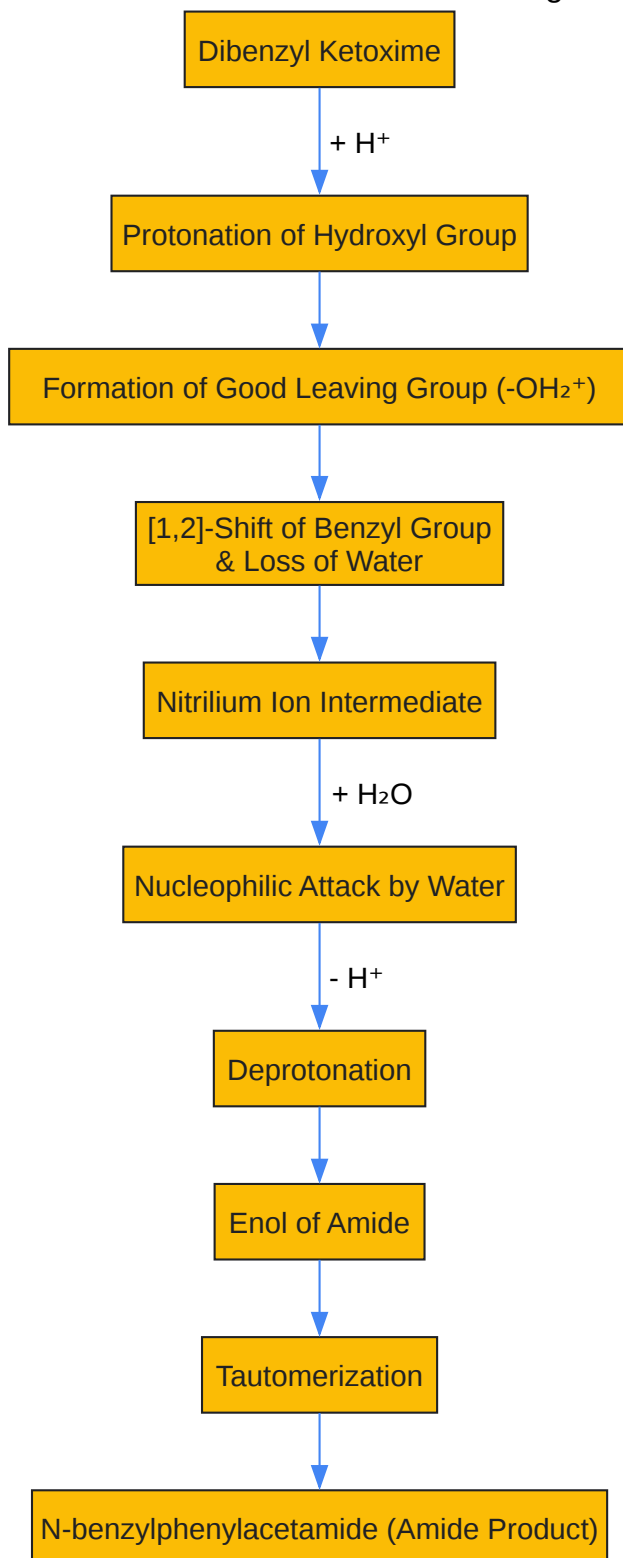 Dibenzyl Ketoxime
+ H⁺
Protonation of Hydroxyl Group
Formation of Good Leaving Group (-OH₂⁺)
[1,2]-Shift of Benzyl Group
& Loss of Water
Nitrilium Ion Intermediate
+ H₂O
Nucleophilic Attack by Water
- H⁺
Deprotonation
Enol of Amide
Tautomerization
N-benzylphenylacetamide (Amide Product)